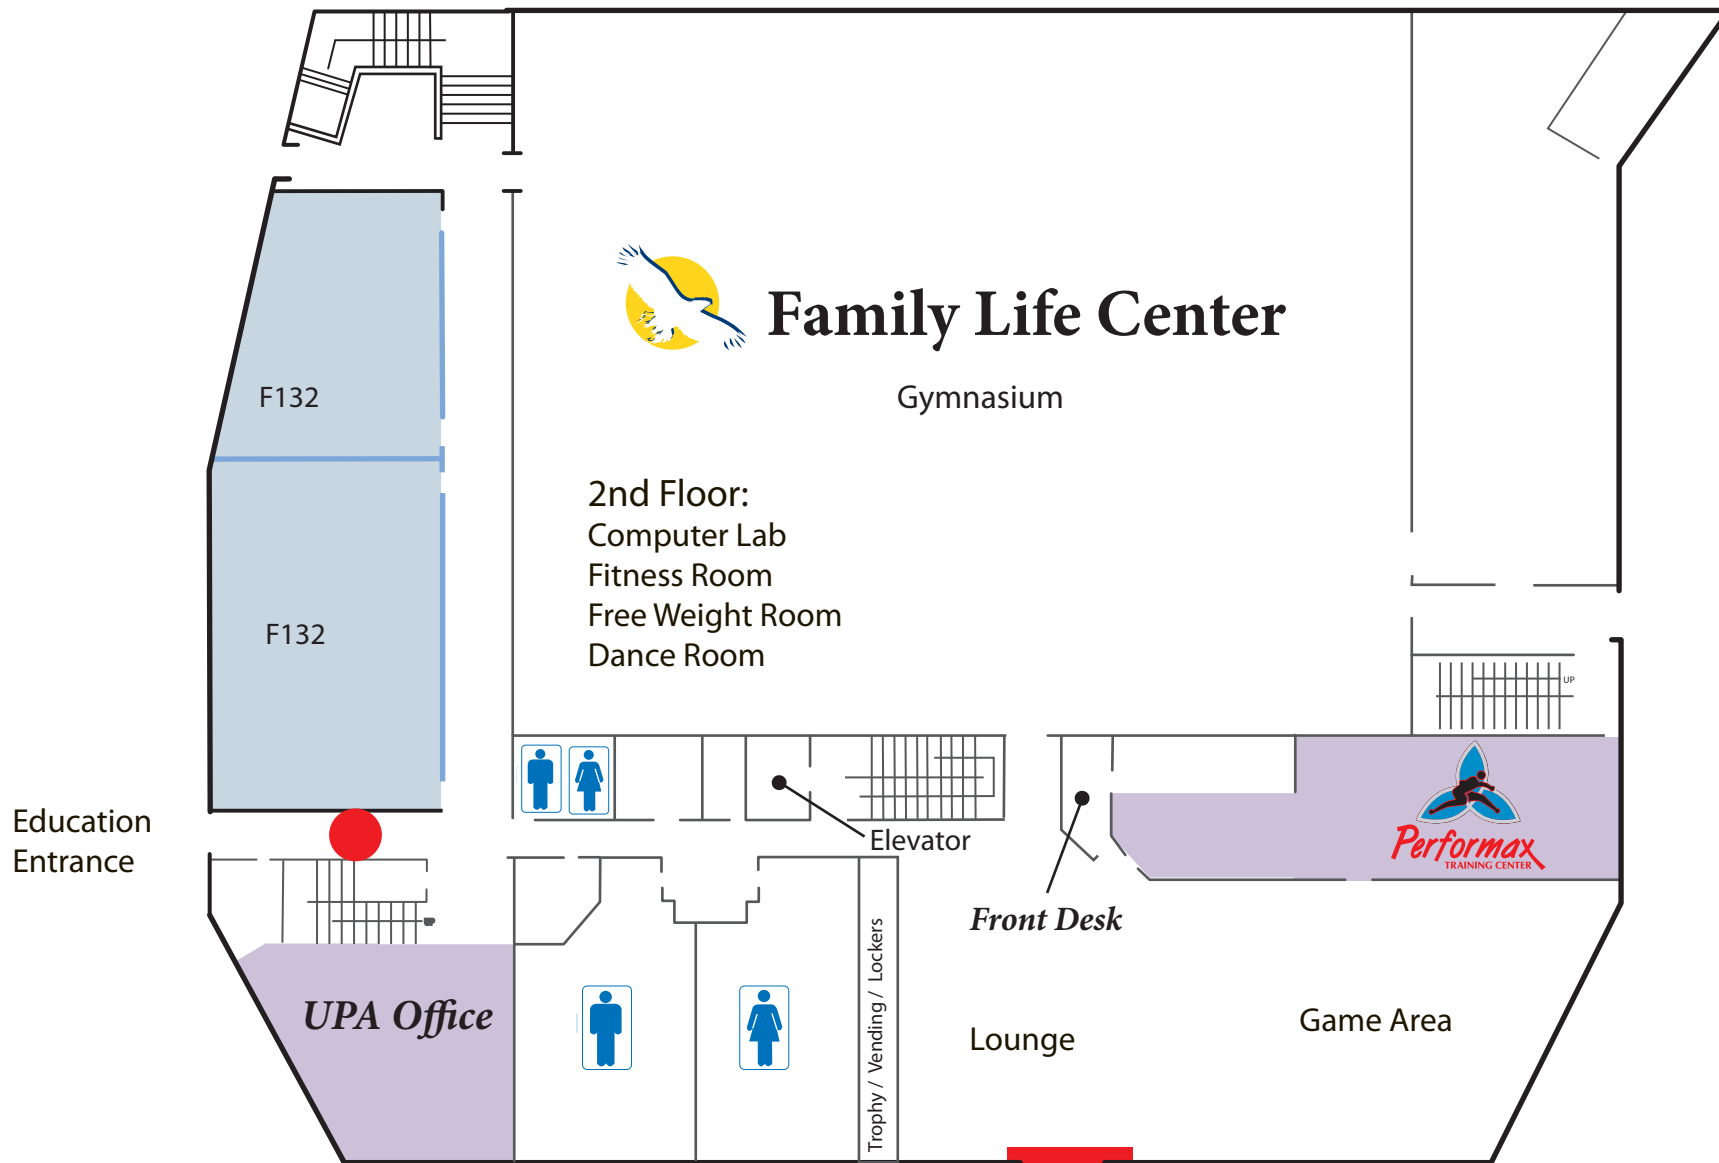 Family Life Center
Gymnasium
F132
2nd Floor:
Computer Lab
Fitness Room
Free Weight Room
Dance Room
F132
UP
Education
Entrance
Elevator
Performax
TRAINING CENTER
Front Desk
UPA Office
Trophy / Vending / Lockers
Lounge
Game Area